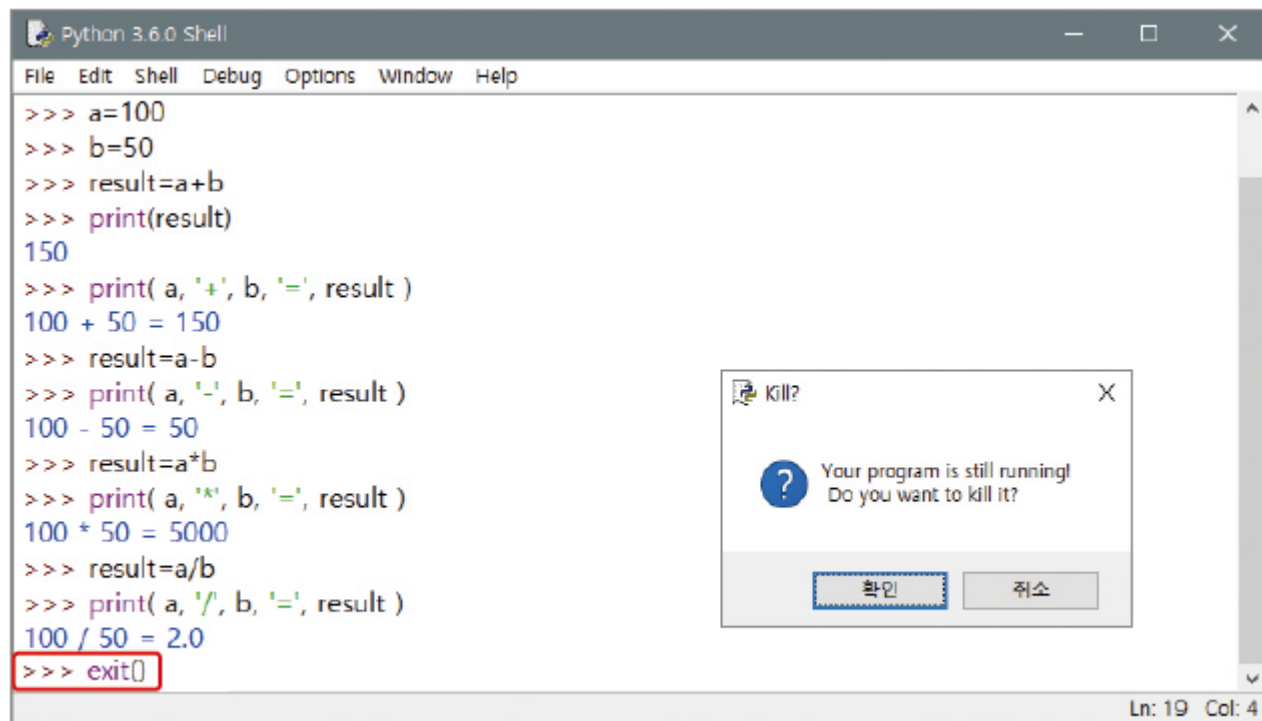 Python 3.6.0 Shell
File Edit Shell Debug Options Window Help
>>> a=100
>>> b=50
>>> result=a+b
>>> print(result)
150
>>> print( a, '+', b, '=', result )
100 + 50 = 150
>>> result=a-b
>>> print( a, '-', b, '=', result )
100 - 50 = 50
>>> result=a*b
>>> print( a, '*', b, '=', result )
100 * 50 = 5000
>>> result=a/b
>>> print( a, '/', b, '=', result )
100 / 50 = 2.0
>>> exit()
Kill?
Your program is still running!
Do you want to kill it?
확인 취소
Ln: 19 Col: 4